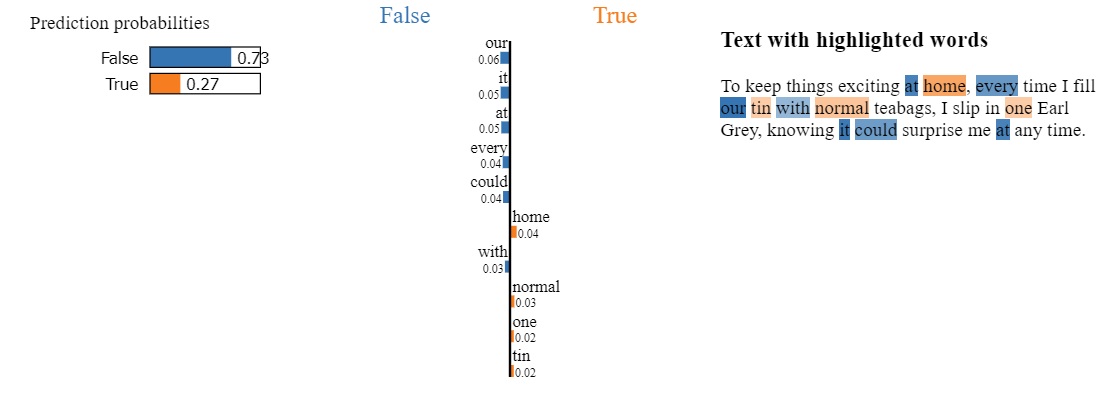 Prediction probabilities
False 0.73
True 0.27
False True
our
0.06
it
0.05
at
0.05
every
0.04
could
0.04
home
0.04
with
0.03
normal
0.03
one
0.02
tin
0.02
Text with highlighted words
To keep things exciting at home, every time I fill
our tin with normal teabags, I slip in one Earl
Grey, knowing it could surprise me at any time.